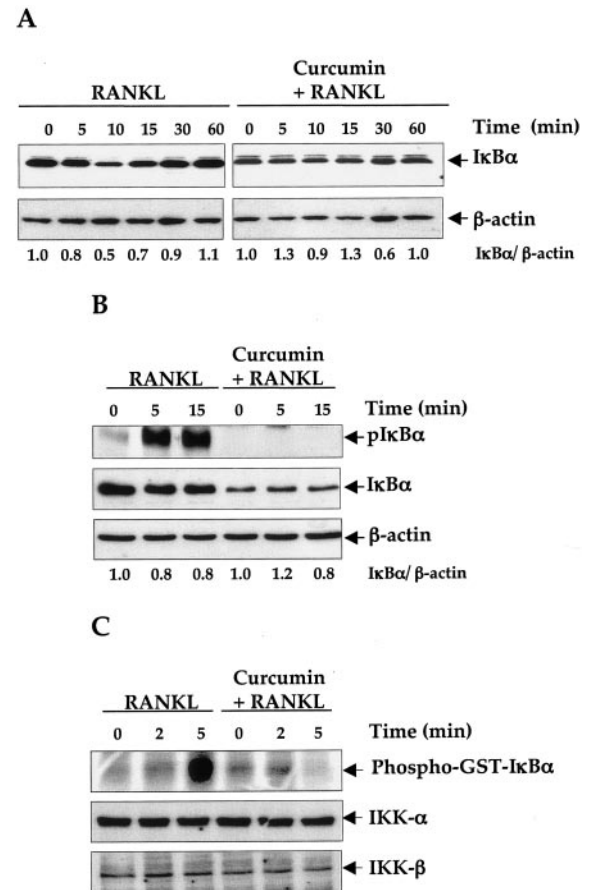 A
RANKL
Curcumin
+ RANKL
0 5 10 15 30 60 0 5 10 15 30 60 Time (min)
IκBα
β-actin
1.0 0.8 0.5 0.7 0.9 1.1 1.0 1.3 0.9 1.3 0.6 1.0 IκBα/ β-actin
B
RANKL
Curcumin
+ RANKL
0 5 15 0 5 15 Time (min)
pIκBα
IκBα
β-actin
1.0 0.8 0.8 1.0 1.2 0.8 IκBα/ β-actin
C
RANKL
Curcumin
+ RANKL
0 2 5 0 2 5 Time (min)
Phospho-GST-IκBα
IKK-α
IKK-β